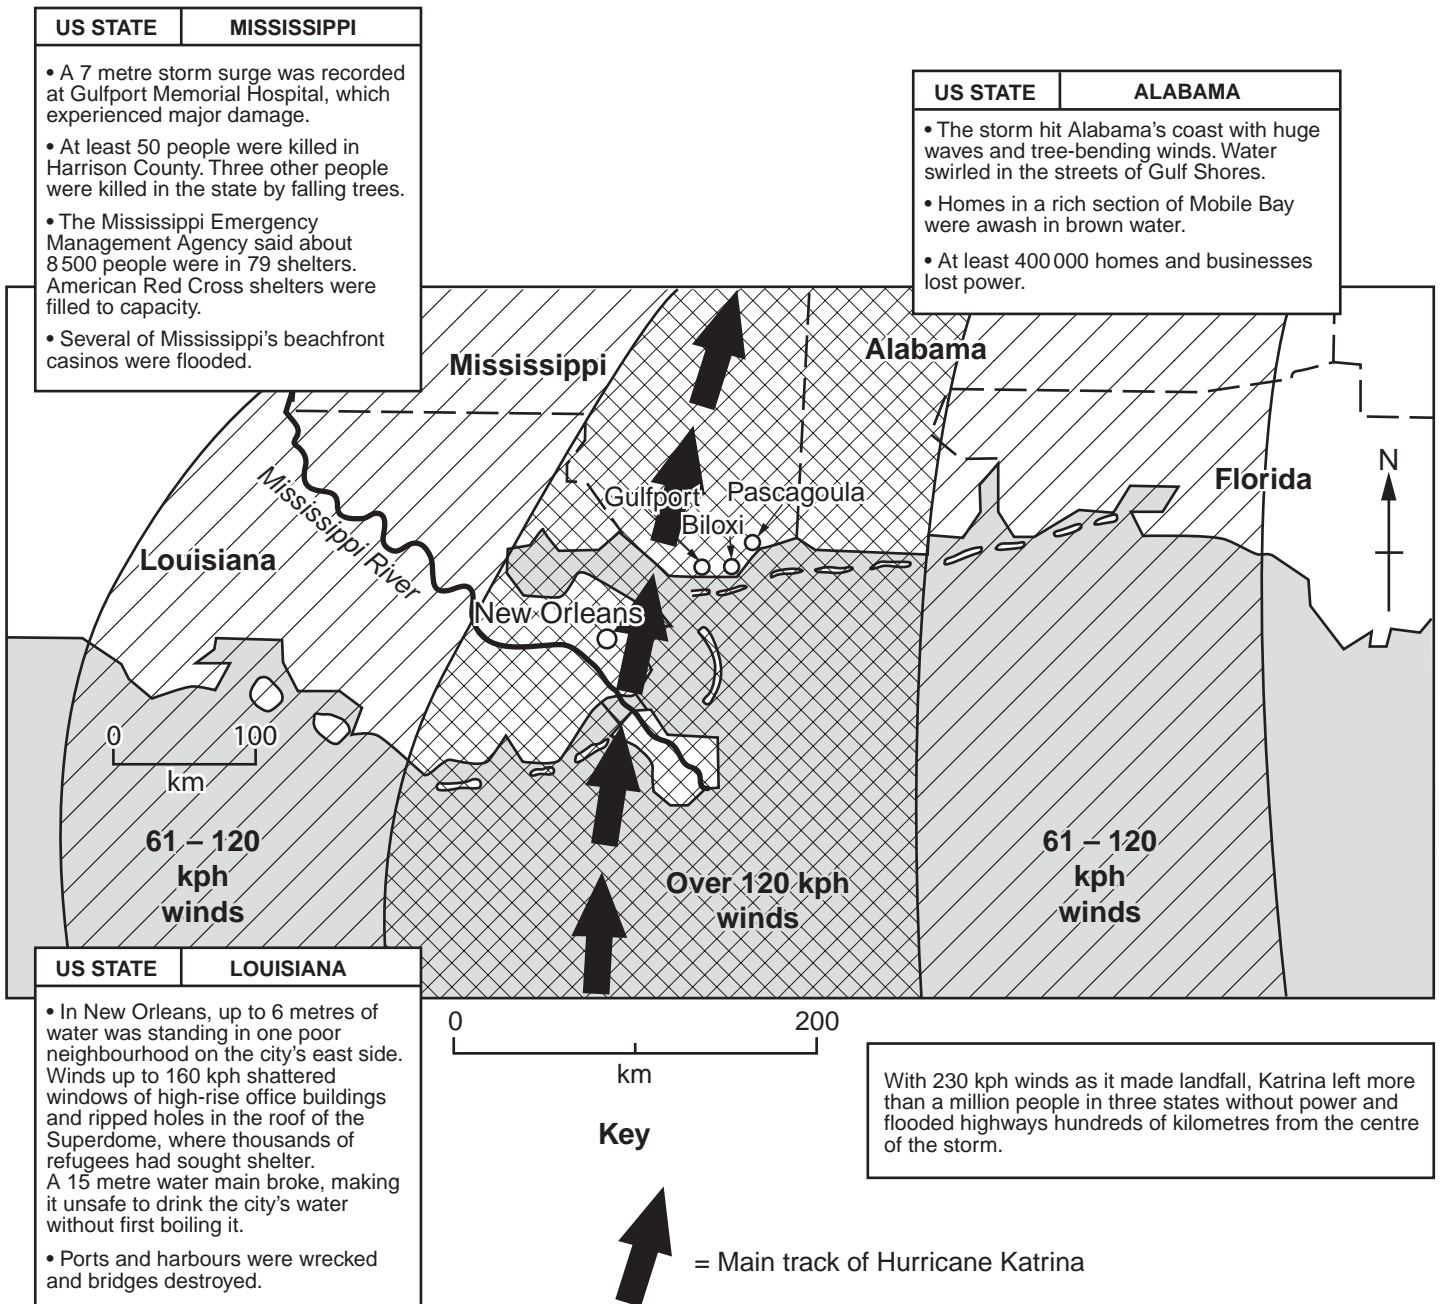 US STATE MISSISSIPPI
• A 7 metre storm surge was recorded
at Gulfport Memorial Hospital, which
experienced major damage.
• At least 50 people were killed in
Harrison County. Three other people
were killed in the state by falling trees.
• The Mississippi Emergency
Management Agency said about
8 500 people were in 79 shelters.
American Red Cross shelters were
filled to capacity.
• Several of Mississippi's beachfront
casinos were flooded.
US STATE ALABAMA
• The storm hit Alabama's coast with huge
waves and tree-bending winds. Water
swirled in the streets of Gulf Shores.
• Homes in a rich section of Mobile Bay
were awash in brown water.
• At least 400 000 homes and businesses
lost power.
Mississippi
Alabama
Mississippi River
Louisiana
Gulfport
Pascagoula
Biloxi
Florida
N
New Orleans
0 100
km
61 – 120
kph
winds
Over 120 kph
winds
61 – 120
kph
winds
US STATE LOUISIANA
• In New Orleans, up to 6 metres of
water was standing in one poor
neighbourhood on the city's east side.
Winds up to 160 kph shattered
windows of high-rise office buildings
and ripped holes in the roof of the
Superdome, where thousands of
refugees had sought shelter.
A 15 metre water main broke, making
it unsafe to drink the city's water
without first boiling it.
• Ports and harbours were wrecked
and bridges destroyed.
0 200
km
With 230 kph winds as it made landfall, Katrina left more
than a million people in three states without power and
flooded highways hundreds of kilometres from the centre
of the storm.
Key
= Main track of Hurricane Katrina